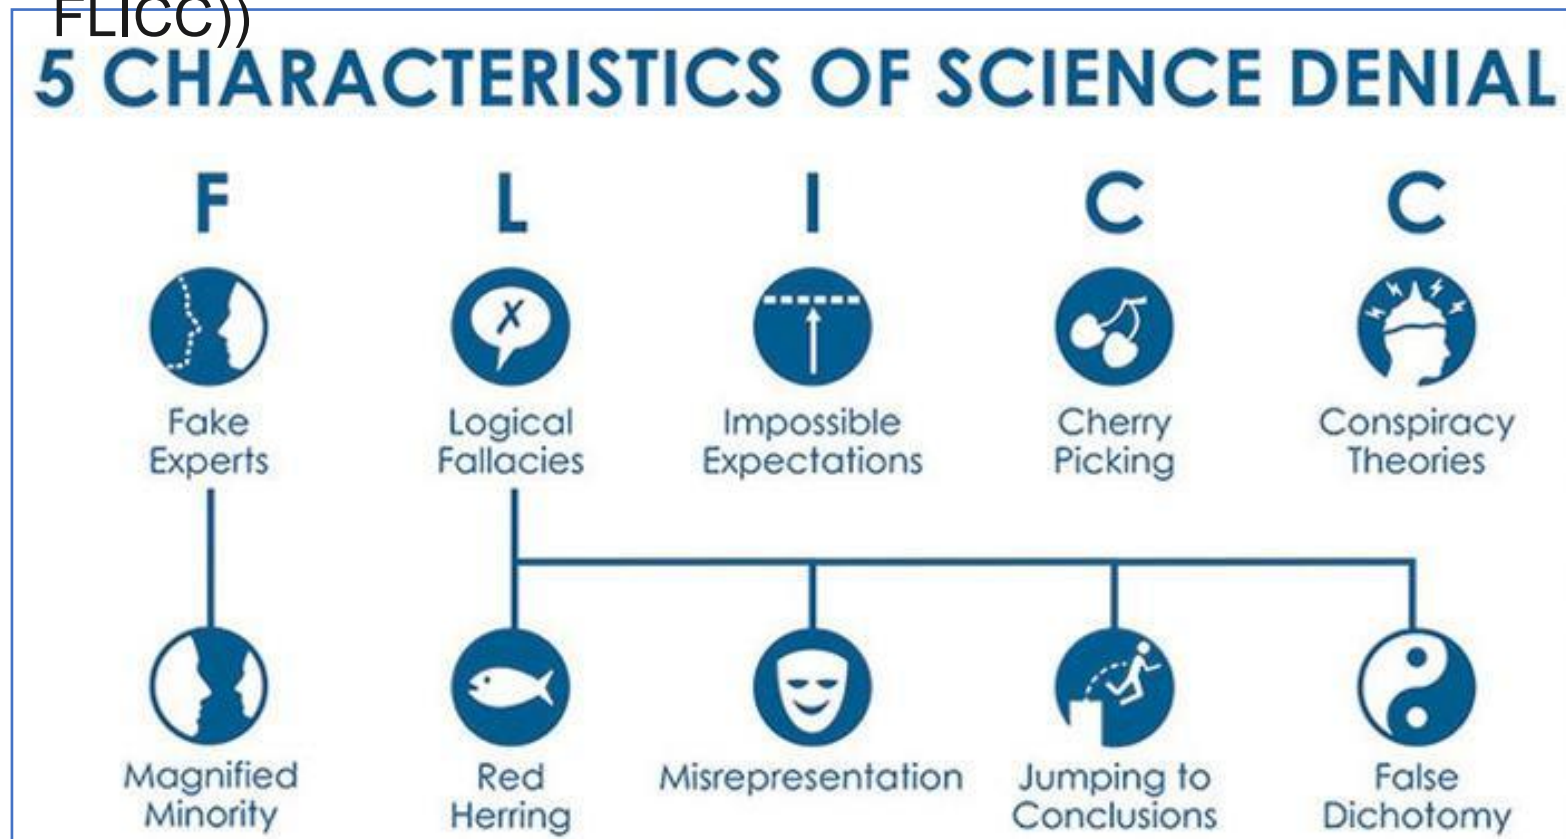 FLICC))
5 CHARACTERISTICS OF SCIENCE DENIAL
F L I C C
Fake
Experts
Logical
Fallacies
Impossible
Expectations
Cherry
Picking
Conspiracy
Theories
Magnified
Minority
Red
Herring
Misrepresentation
Jumping to
Conclusions
False
Dichotomy